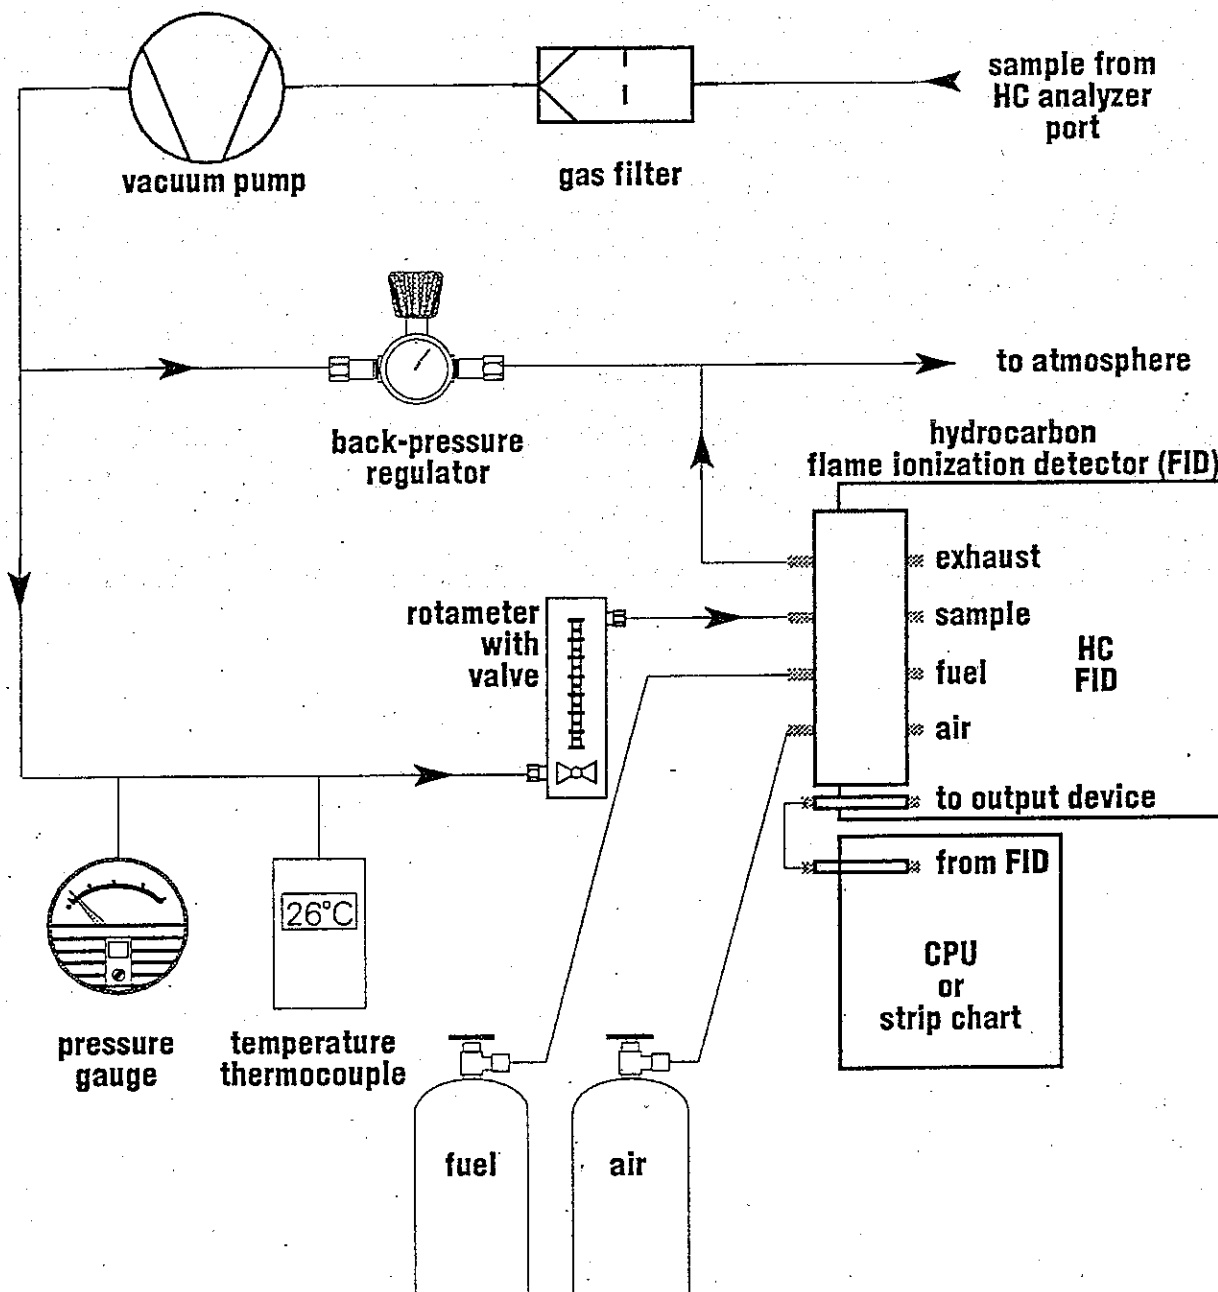 sample from
HC analyzer
port
vacuum pump
gas filter
to atmosphere
back-pressure
regulator
hydrocarbon
flame ionization detector (FID)
exhaust
sample
fuel
air
HC
FID
rotameter
with
valve
to output device
from FID
CPU
or
strip chart
26°C
pressure
gauge
temperature
thermocouple
fuel
air